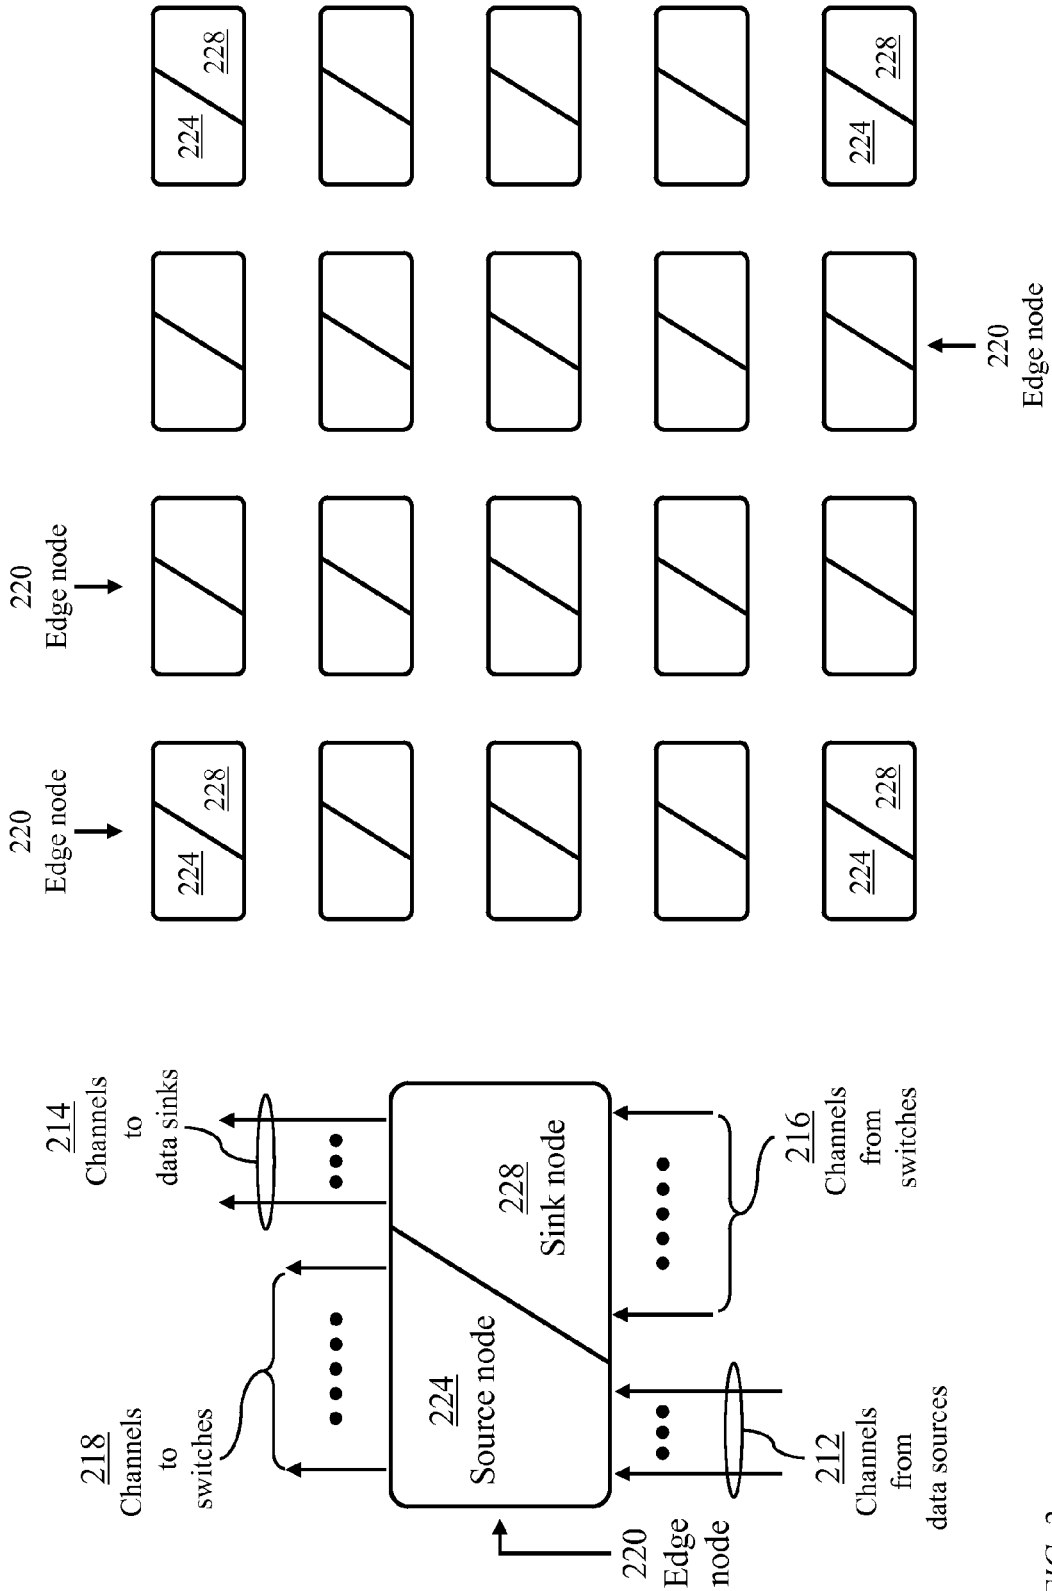 218
Channels
to
switches
214
Channels
to
data sinks
220
Edge
node
224
Source node
228
Sink node
212
Channels
from
data sources
216
Channels
from
switches
220
Edge node
220
Edge node
224
228
224
228
224
228
224
228
220
Edge node
FIG. 2